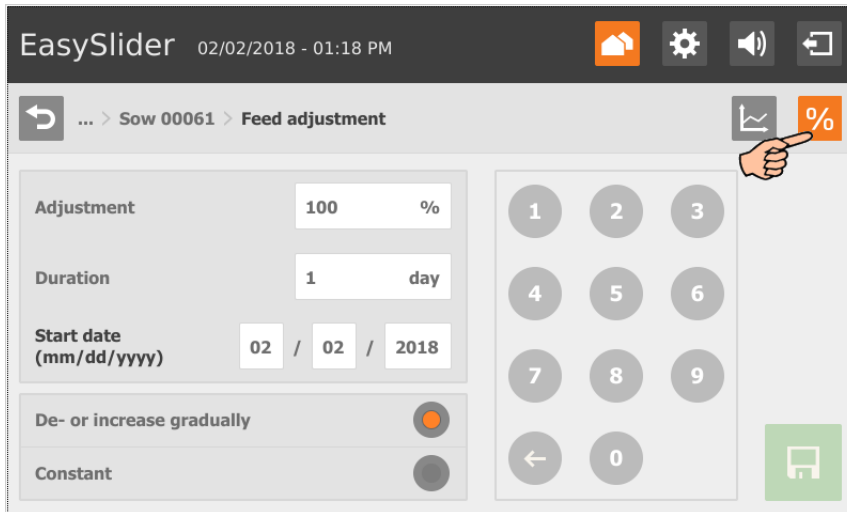 EasySlider 02/02/2018 - 01:18 PM
... > Sow 00061 > Feed adjustment
%
Adjustment 100 %
Duration 1 day
Start date
(mm/dd/yyyy) 02 / 02 / 2018
De- or increase gradually
Constant
1 2 3
4 5 6
7 8 9
← 0